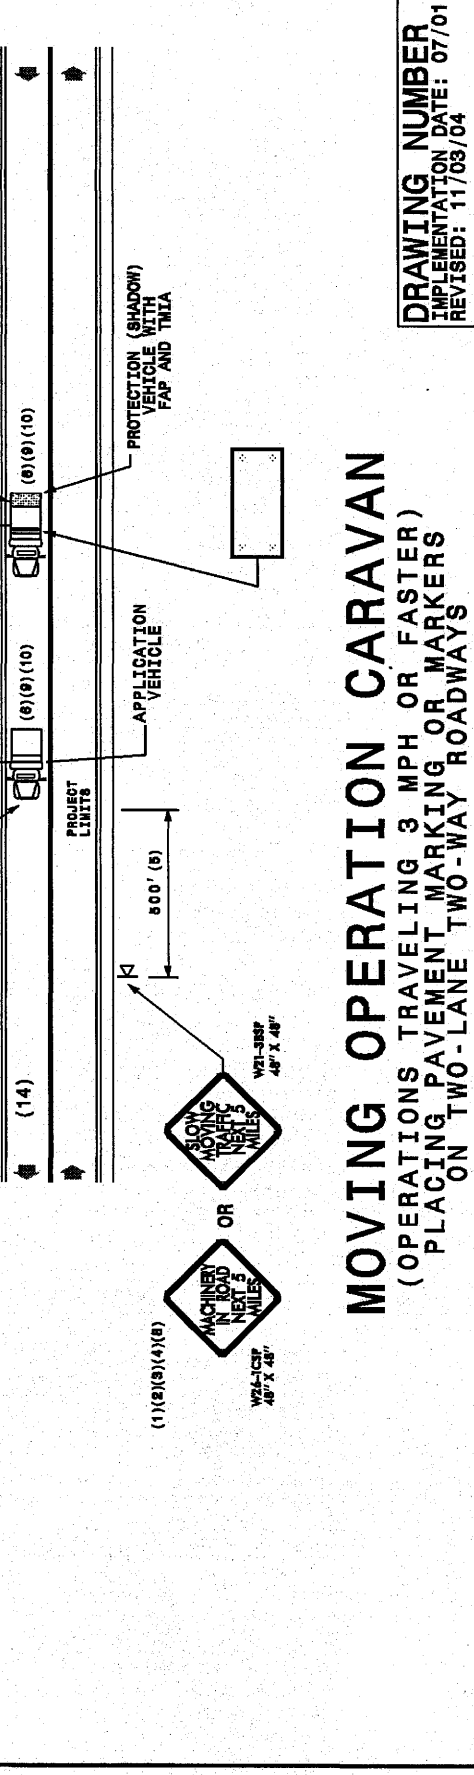 (14)
(6)(9)(10)
(6)(9)(10)
PROJECT
LIMITS
APPLICATION
VEHICLE
PROTECTION (SHADOW)
VEHICLE WITH
FAP AND TMIA
500' (5)
(1)(2)(3)(4)(8)
MACHINERY
IN ROAD
NEXT 5
MILES
W26-1CSP
48" X 48"
OR
SLOW
MOVING
TRAFFIC
NEXT 5
MILES
W21-3BSP
48" X 48"
MOVING OPERATION CARAVAN
(OPERATIONS TRAVELING 3 MPH OR FASTER)
PLACING PAVEMENT MARKING OR MARKERS
ON TWO-LANE TWO-WAY ROADWAYS
DRAWING NUMBER
IMPLEMENTATION DATE: 07/01
REVISED: 11/03/04